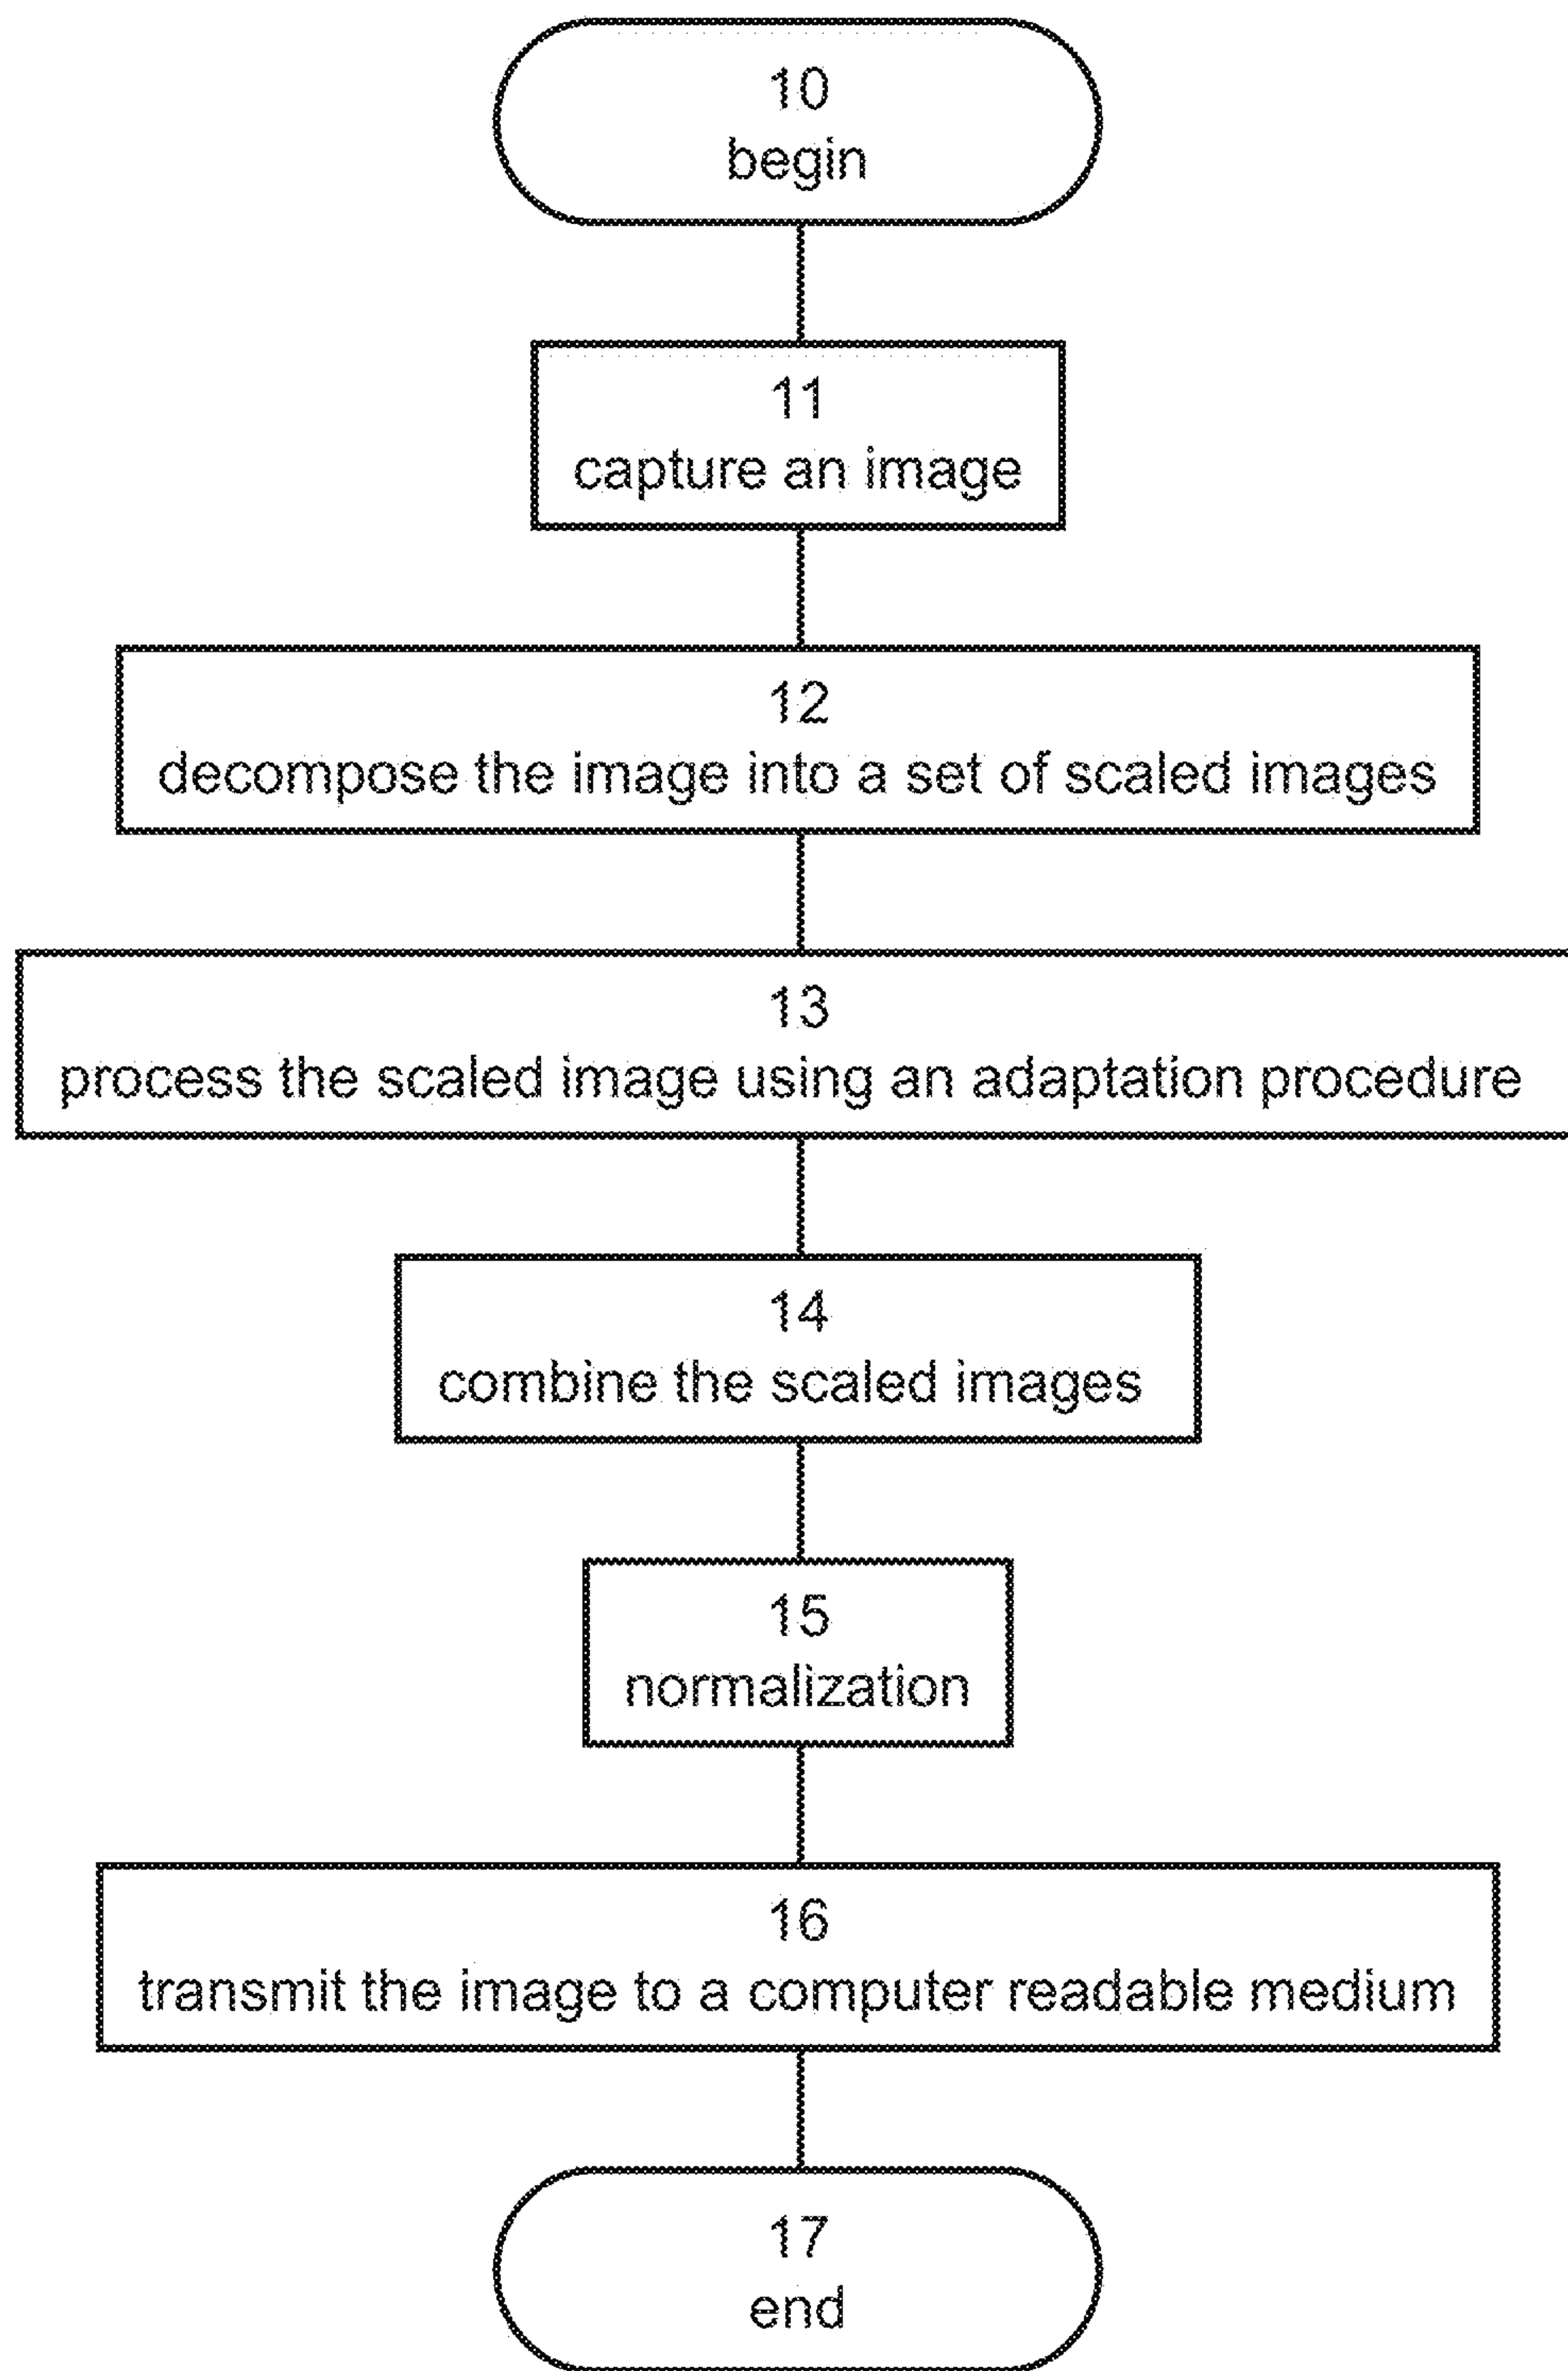 10
begin
11
capture an image
12
decompose the image into a set of scaled images
13
process the scaled image using an adaptation procedure
14
combine the scaled images
15
normalization
16
transmit the image to a computer readable medium
17
end